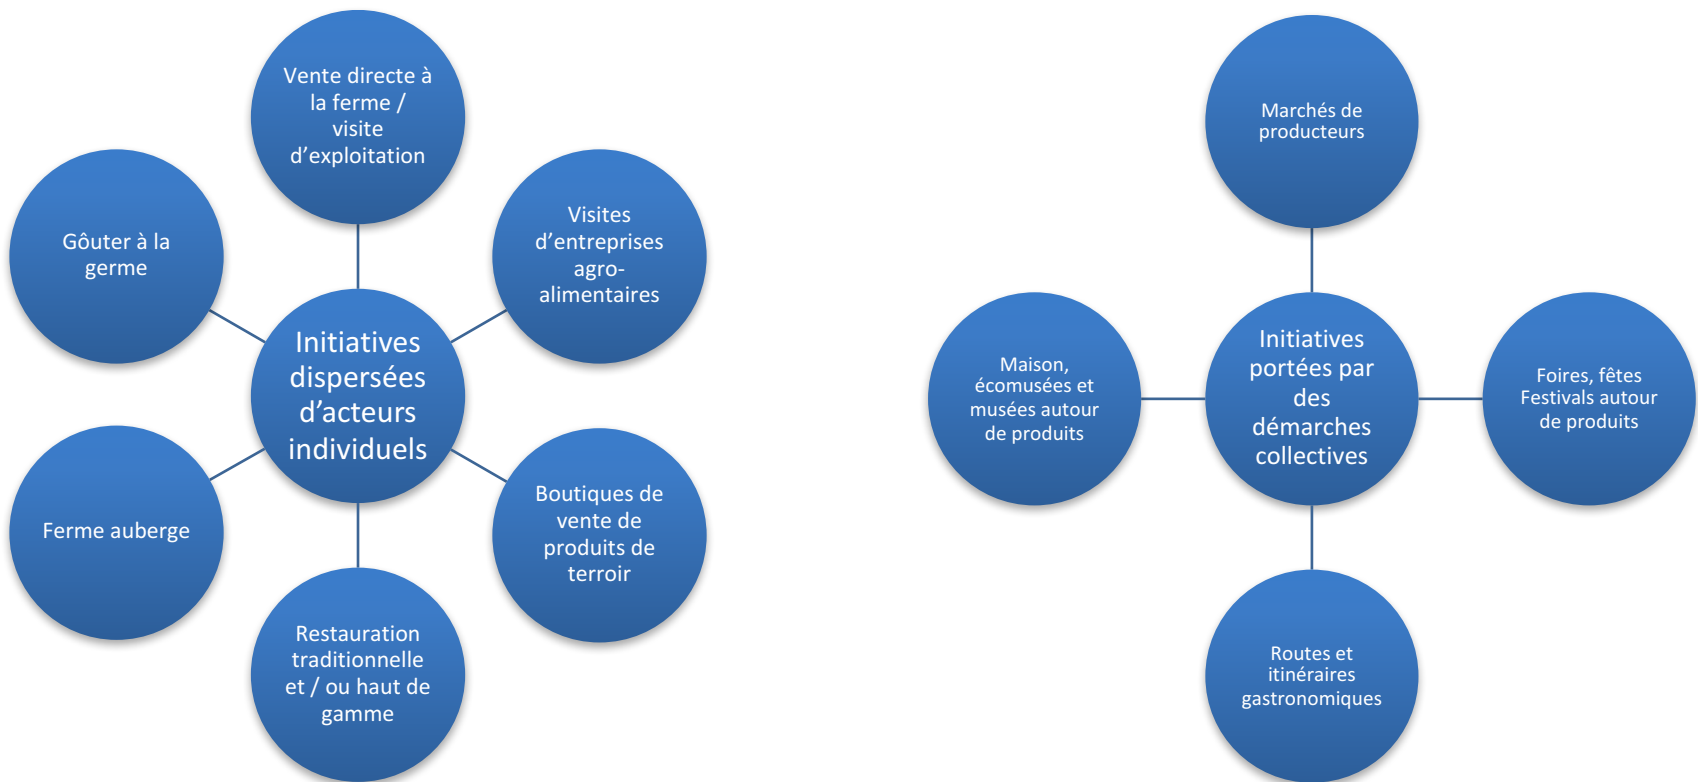 Vente directe à
la ferme /
visite
d’exploitation
Gôuter à la
germe
Visites
d’entreprises
agro-
alimentaires
Initiatives
dispersées
d’acteurs
individuels
Ferme auberge
Boutiques de
vente de
produits de
terroir
Restauration
traditionnelle
et / ou haut de
gamme
Marchés de
producteurs
Maison,
écomusées et
musées autour
de produits
Initiatives
portées par
des
démarches
collectives
Foires, fêtes
Festivals autour
de produits
Routes et
itinéraires
gastronomiques